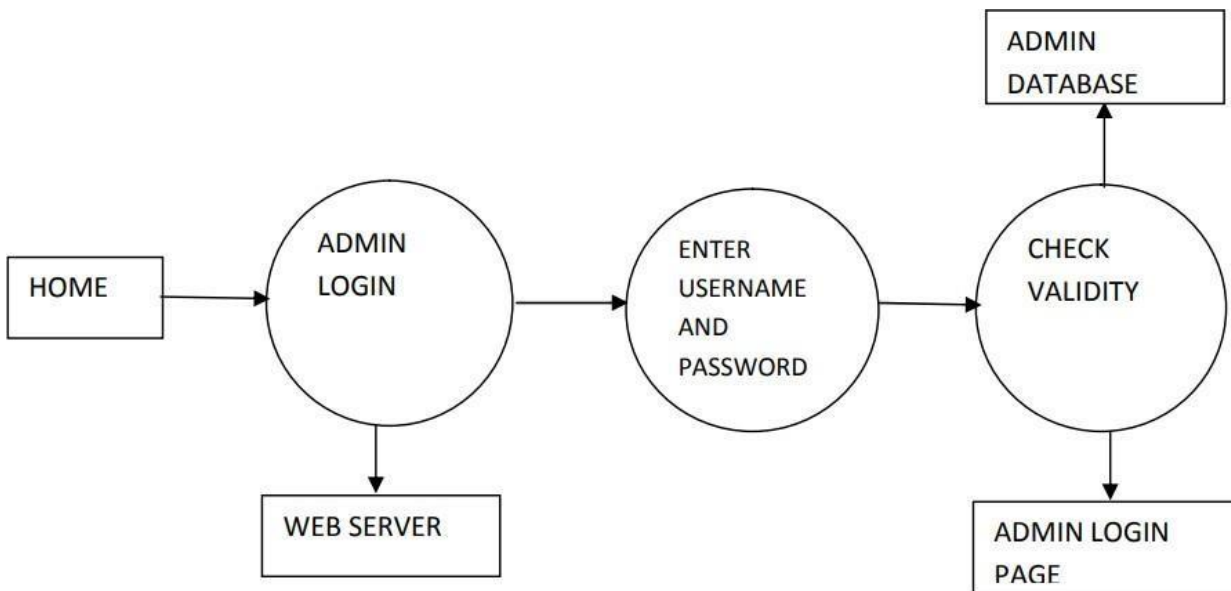 HOME
ADMIN
LOGIN
WEB SERVER
ENTER
USERNAME
AND
PASSWORD
CHECK
VALIDITY
ADMIN
DATABASE
ADMIN LOGIN
PAGE